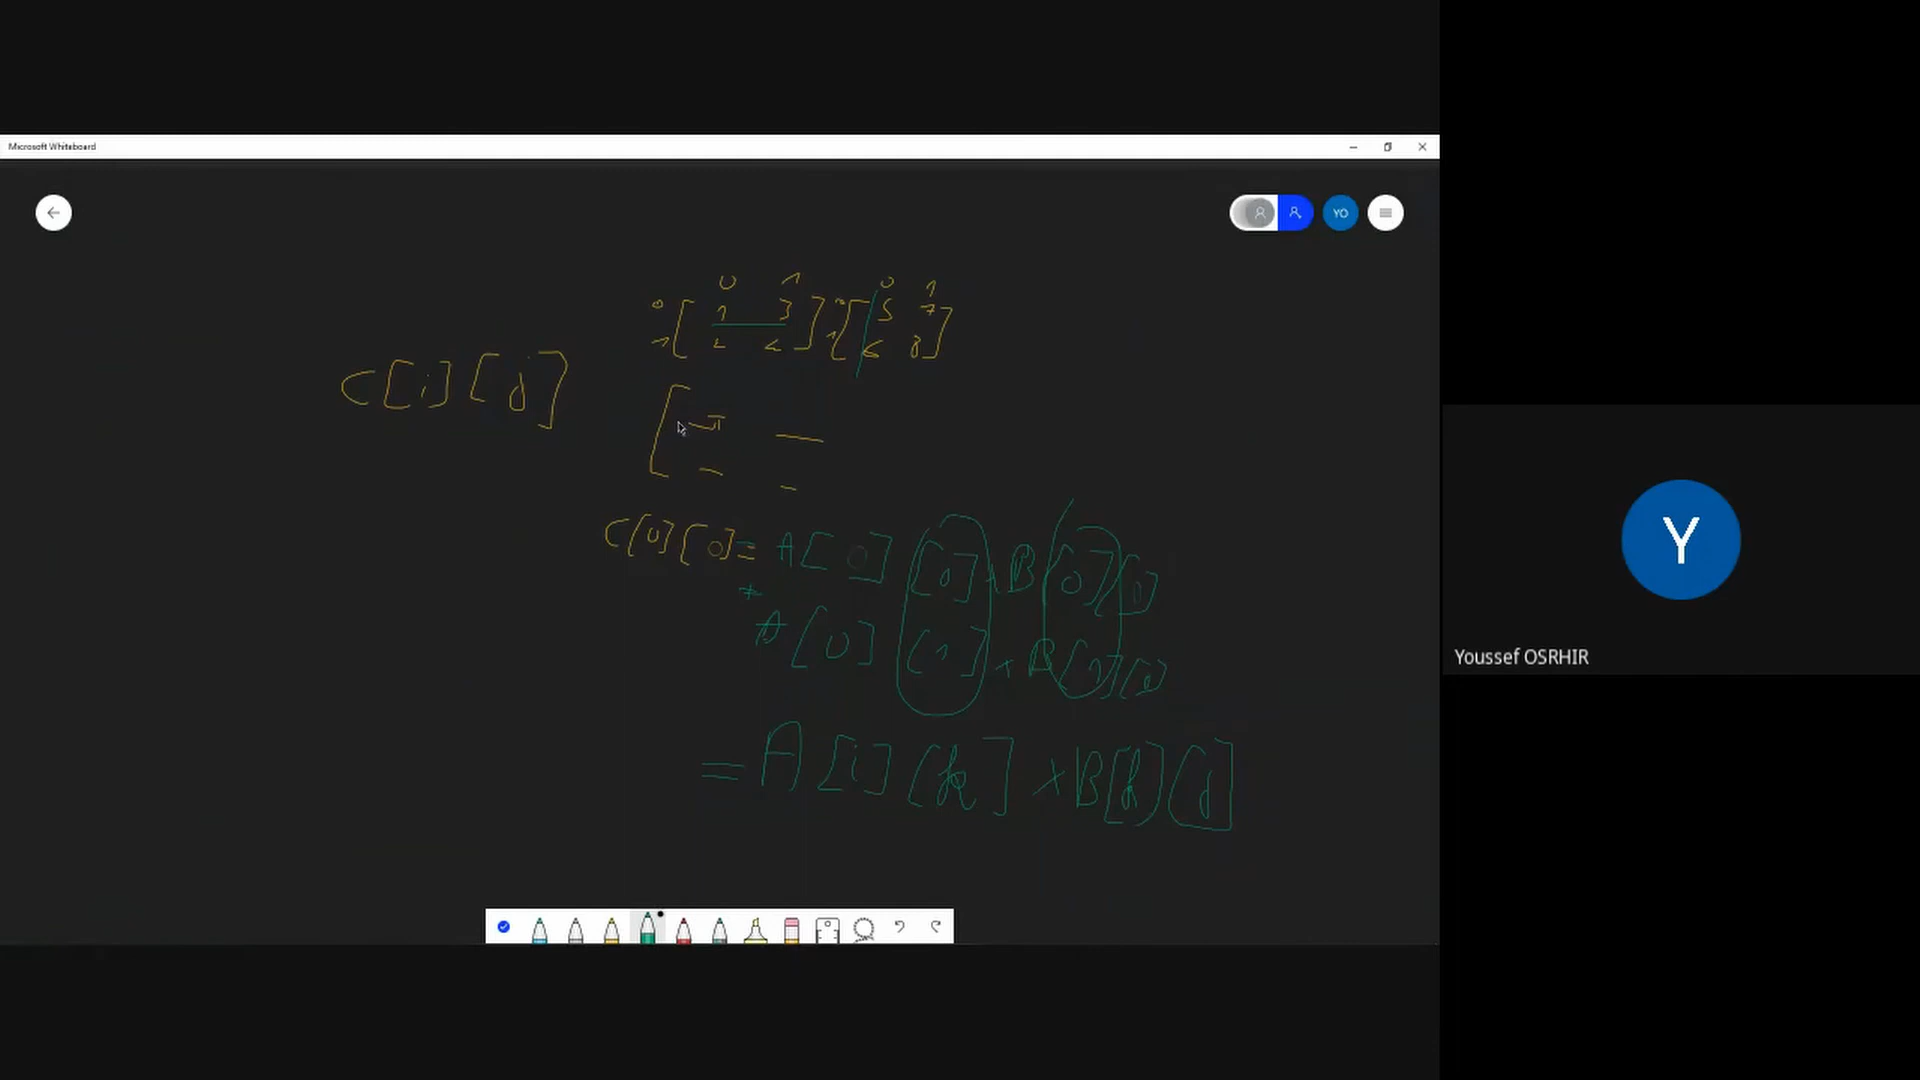 Microsoft Whiteboard
YO
0 1 0 1
0 [ 1 3 ] [ 5 7 ]
1 [ 2 4 ] 1 [ 6 8 ]
C[i][j]
C[0][0] = A[0][0] × B[0][0]
+ A[0][1] × B[1][0]
= A[i][k] × B[k][j]
Y
Youssef OSRHIR